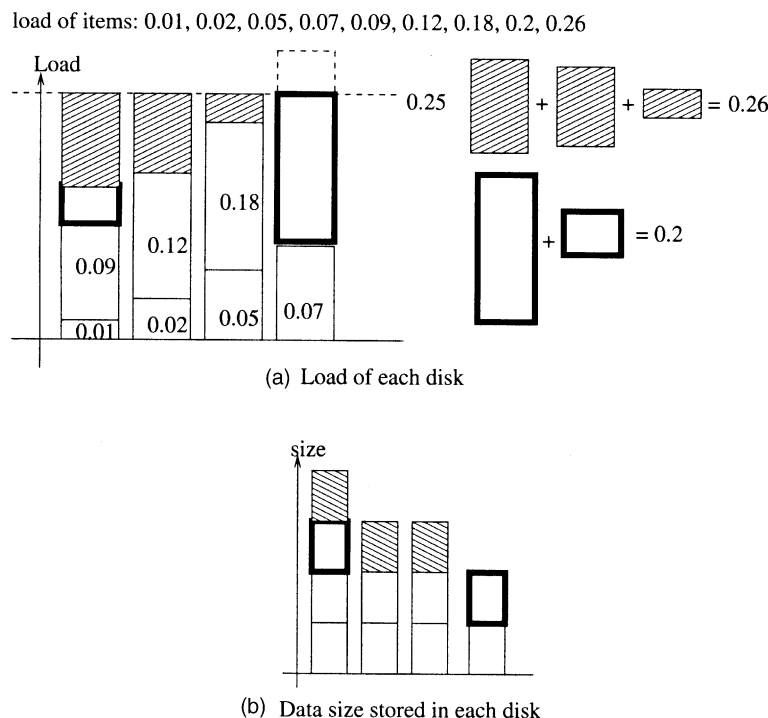 load of items: 0.01, 0.02, 0.05, 0.07, 0.09, 0.12, 0.18, 0.2, 0.26
Load
0.25
+ + = 0.26
0.18
0.12
+ = 0.2
0.09
0.05
0.07
0.02
0.01
(a) Load of each disk
size
(b) Data size stored in each disk